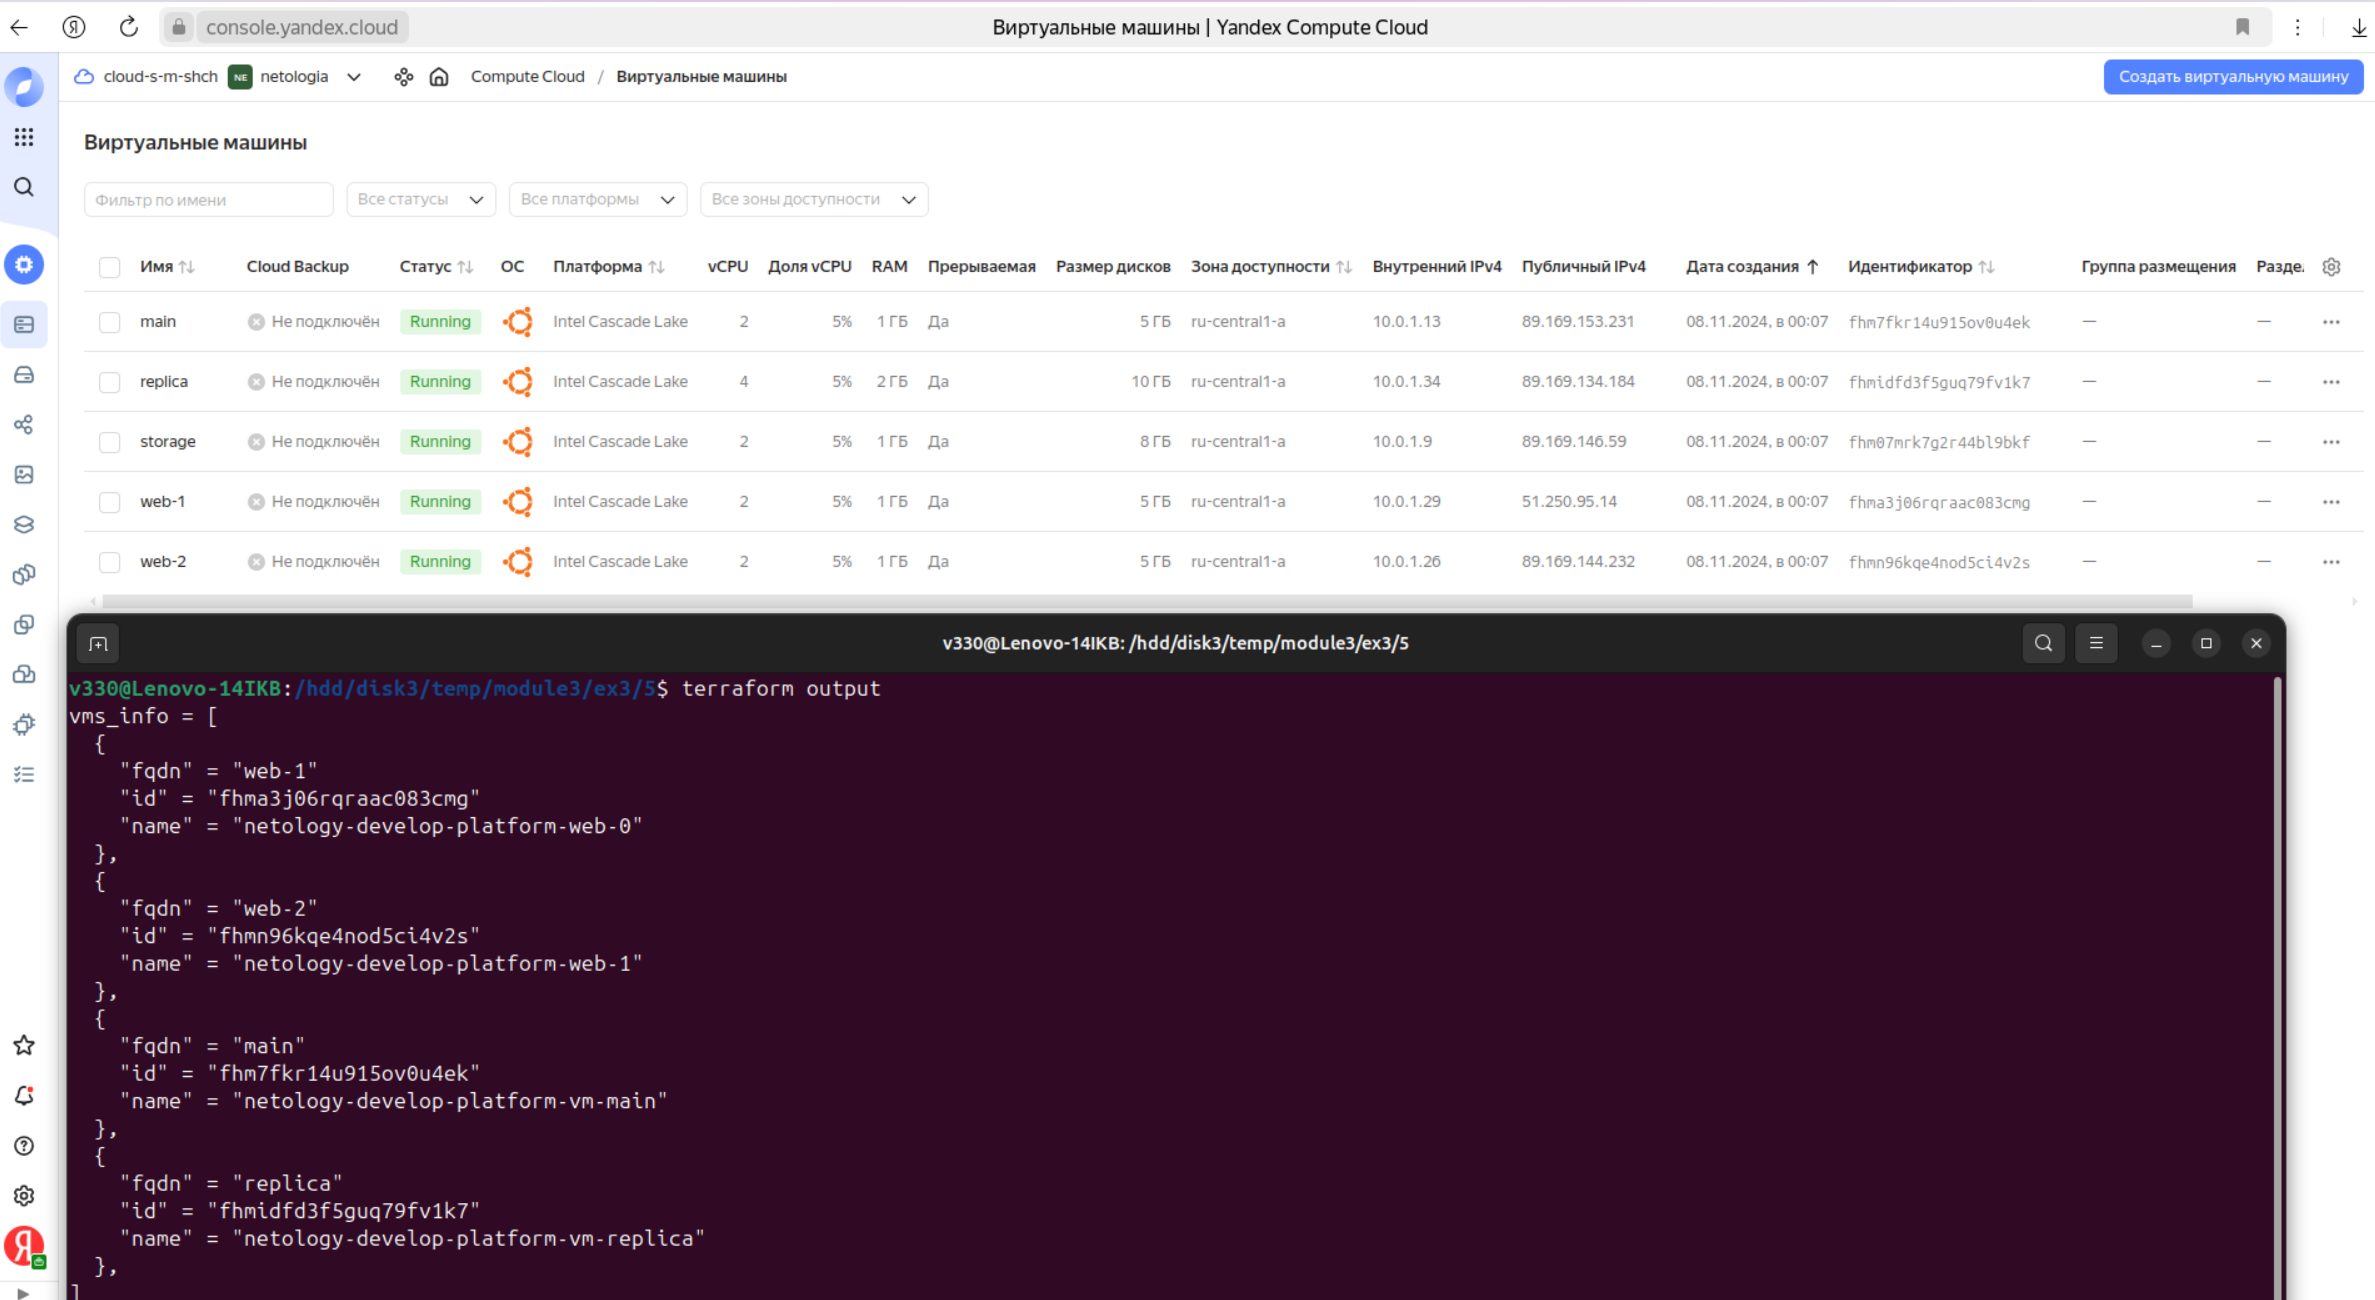 console.yandex.cloud Виртуальные машины | Yandex Compute Cloud
cloud-s-m-shch NE netologia Compute Cloud / Виртуальные машины Создать виртуальную машину
Виртуальные машины
Фильтр по имени Все статусы Все платформы Все зоны доступности
Имя Cloud Backup Статус ОС Платформа vCPU Доля vCPU RAM Прерываемая Размер дисков Зона доступности Внутренний IPv4 Публичный IPv4 Дата создания Идентификатор Группа размещения Разде
main Не подключён Running Intel Cascade Lake 2 5% 1 ГБ Да 5 ГБ ru-central1-a 10.0.1.13 89.169.153.231 08.11.2024, в 00:07 fhm7fkr14u915ov0u4ek — —
replica Не подключён Running Intel Cascade Lake 4 5% 2 ГБ Да 10 ГБ ru-central1-a 10.0.1.34 89.169.134.184 08.11.2024, в 00:07 fhmidfd3f5guq79fv1k7 — —
storage Не подключён Running Intel Cascade Lake 2 5% 1 ГБ Да 8 ГБ ru-central1-a 10.0.1.9 89.169.146.59 08.11.2024, в 00:07 fhm07mrk7g2r44bl9bkf — —
web-1 Не подключён Running Intel Cascade Lake 2 5% 1 ГБ Да 5 ГБ ru-central1-a 10.0.1.29 51.250.95.14 08.11.2024, в 00:07 fhma3j06rqraac083cmg — —
web-2 Не подключён Running Intel Cascade Lake 2 5% 1 ГБ Да 5 ГБ ru-central1-a 10.0.1.26 89.169.144.232 08.11.2024, в 00:07 fhmn96kqe4nod5ci4v2s — —
v330@Lenovo-14IKB: /hdd/disk3/temp/module3/ex3/5
v330@Lenovo-14IKB:/hdd/disk3/temp/module3/ex3/5$ terraform output
vms_info = [
{
"fqdn" = "web-1"
"id" = "fhma3j06rqraac083cmg"
"name" = "netology-develop-platform-web-0"
},
{
"fqdn" = "web-2"
"id" = "fhmn96kqe4nod5ci4v2s"
"name" = "netology-develop-platform-web-1"
},
{
"fqdn" = "main"
"id" = "fhm7fkr14u915ov0u4ek"
"name" = "netology-develop-platform-vm-main"
},
{
"fqdn" = "replica"
"id" = "fhmidfd3f5guq79fv1k7"
"name" = "netology-develop-platform-vm-replica"
},
]